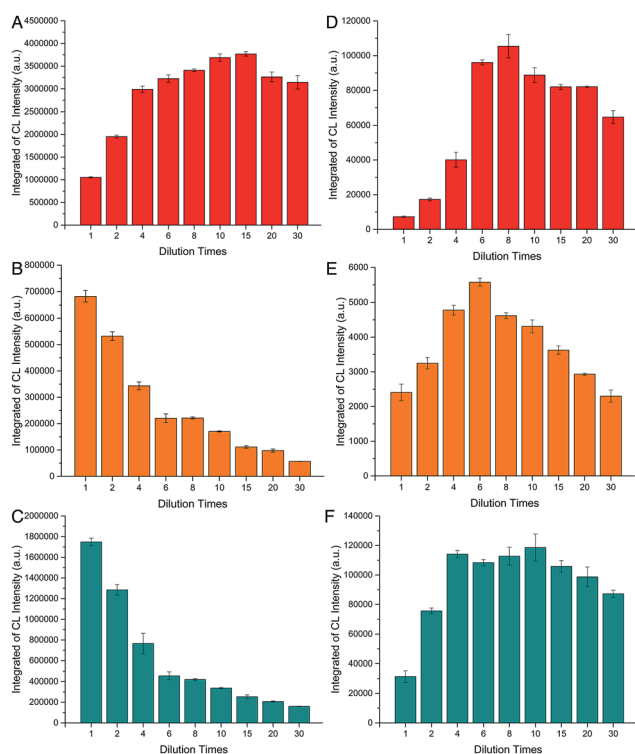 A
Integrated of CL Intensity (a.u.)
4500000
4000000
3500000
3000000
2500000
2000000
1500000
1000000
500000
0
1 2 4 6 8 10 15 20 30
Dilution Times
D
Integrated of CL Intensity (a.u.)
120000
100000
80000
60000
40000
20000
0
1 2 4 6 8 10 15 20 30
Dilution Times
B
Integrated of CL Intensity (a.u.)
800000
700000
600000
500000
400000
300000
200000
100000
0
1 2 4 6 8 10 15 20 30
Dilution Times
E
Integrated of CL Intensity (a.u.)
6000
5000
4000
3000
2000
1000
0
1 2 4 6 8 10 15 20 30
Dilution Times
C
Integrated of CL Intensity (a.u.)
2000000
1800000
1600000
1400000
1200000
1000000
800000
600000
400000
200000
0
1 2 4 6 8 10 15 20 30
Dilution Times
F
Integrated of CL Intensity (a.u.)
140000
120000
100000
80000
60000
40000
20000
0
1 2 4 6 8 10 15 20 30
Dilution Times